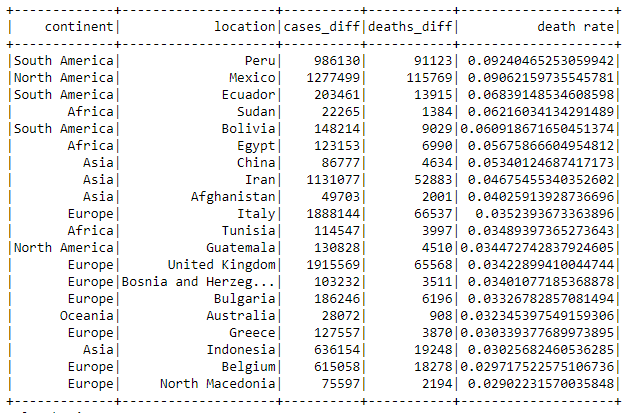 +-------------+--------------------+----------+-----------+--------------------+
|    continent|            location|cases_diff|deaths_diff|          death rate|
+-------------+--------------------+----------+-----------+--------------------+
|South America|                Peru|    986130|      91123| 0.09240465253059942|
|North America|              Mexico|   1277499|     115769| 0.09062159735545781|
|South America|             Ecuador|    203461|      13915| 0.06839148534608598|
|       Africa|               Sudan|     22265|       1384| 0.06216034134291489|
|South America|             Bolivia|    148214|       9029|0.060918671650451374|
|       Africa|               Egypt|    123153|       6990| 0.05675866604954812|
|         Asia|               China|     86777|       4634| 0.05340124687417173|
|         Asia|                Iran|   1131077|      52883| 0.04675455340352602|
|         Asia|         Afghanistan|     49703|       2001| 0.04025913928736696|
|       Europe|               Italy|   1888144|      66537|  0.0352393673363896|
|       Africa|             Tunisia|    114547|       3997| 0.03489397365273643|
|North America|           Guatemala|    130828|       4510|0.034472742837924605|
|       Europe|      United Kingdom|   1915569|      65568| 0.03422899410044744|
|       Europe|Bosnia and Herzeg...|    103232|       3511| 0.03401077185368878|
|       Europe|            Bulgaria|    186246|       6196| 0.03326782857081494|
|      Oceania|           Australia|     28072|        908|0.032345397549159306|
|       Europe|              Greece|    127557|       3870|0.030339377689973895|
|         Asia|           Indonesia|    636154|      19248| 0.03025682460536285|
|       Europe|             Belgium|    615058|      18278|0.029717522575106736|
|       Europe|     North Macedonia|     75597|       2194| 0.02902231570035848|
+-------------+--------------------+----------+-----------+--------------------+